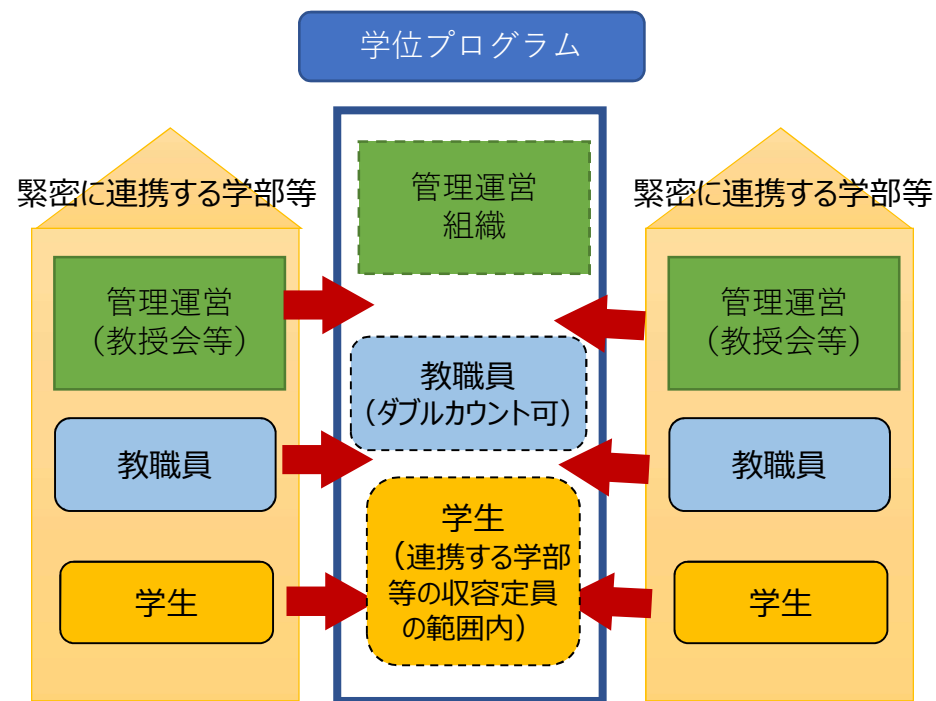 学位プログラム
緊密に連携する学部等
管理運営
（教授会等）
教職員
学生
管理運営
組織
教職員
（ダブルカウント可）
学生
（連携する学部
等の収容定員
の範囲内）
緊密に連携する学部等
管理運営
（教授会等）
教職員
学生